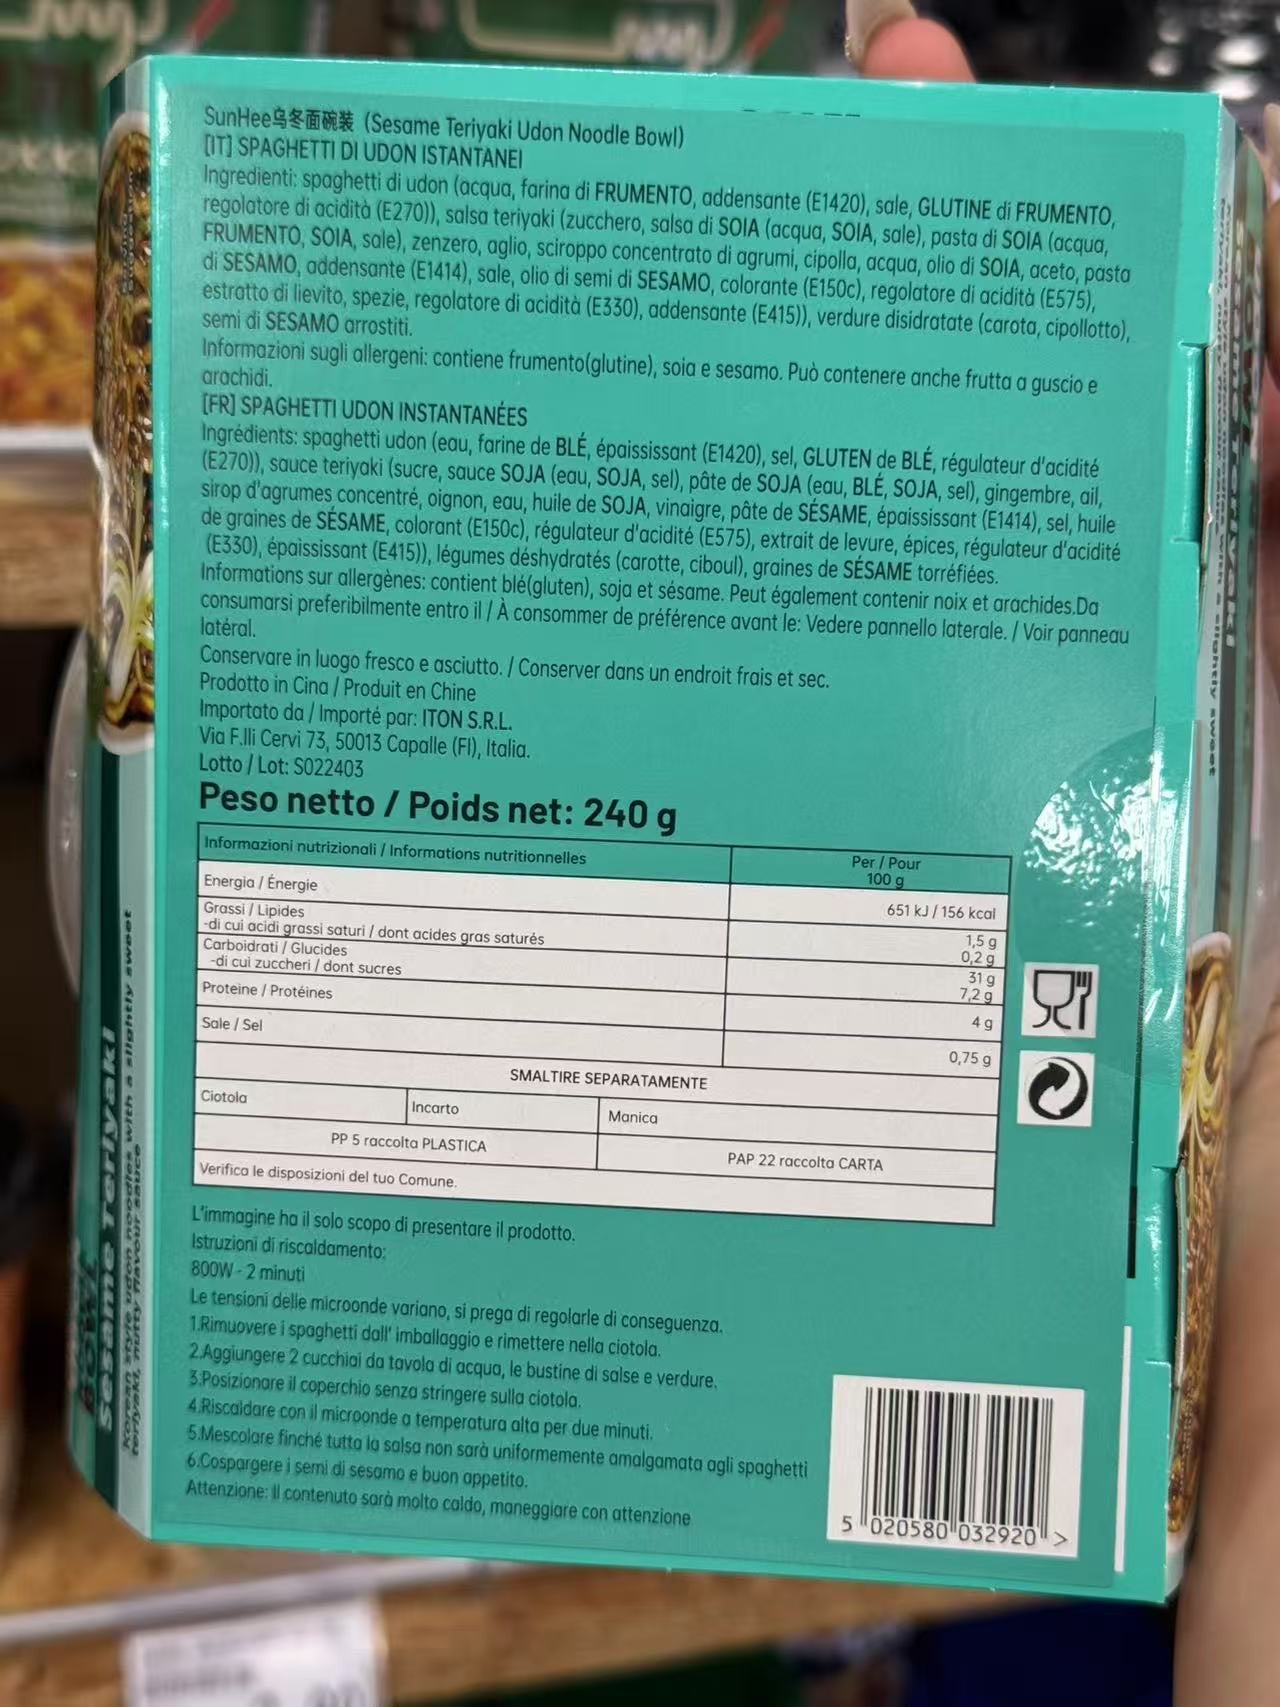 SunHee乌冬面碗装 (Sesame Teriyaki Udon Noodle Bowl)
[IT] SPAGHETTI DI UDON ISTANTANEI
Ingredienti: spaghetti di udon (acqua, farina di FRUMENTO, addensante (E1420), sale, GLUTINE di FRUMENTO,
regolatore di acidità (E270)), salsa teriyaki (zucchero, salsa di SOIA (acqua, SOIA, sale), pasta di SOIA (acqua,
FRUMENTO, SOIA, sale), zenzero, aglio, sciroppo concentrato di agrumi, cipolla, acqua, olio di SOIA, aceto, pasta
di SESAMO, addensante (E1414), sale, olio di semi di SESAMO, colorante (E150c), regolatore di acidità (E575),
estratto di lievito, spezie, regolatore di acidità (E330), addensante (E415)), verdure disidratate (carota, cipollotto),
semi di SESAMO arrostiti.
Informazioni sugli allergeni: contiene frumento(glutine), soia e sesamo. Può contenere anche frutta a guscio e
arachidi.
[FR] SPAGHETTI UDON INSTANTANÉES
Ingrédients: spaghetti udon (eau, farine de BLÉ, épaississant (E1420), sel, GLUTEN de BLÉ, régulateur d'acidité
(E270)), sauce teriyaki (sucre, sauce SOJA (eau, SOJA, sel), pâte de SOJA (eau, BLÉ, SOJA, sel), gingembre, ail,
sirop d'agrumes concentré, oignon, eau, huile de SOJA, vinaigre, pâte de SÉSAME, épaississant (E1414), sel, huile
de graines de SÉSAME, colorant (E150c), régulateur d'acidité (E575), extrait de levure, épices, régulateur d'acidité
(E330), épaississant (E415)), légumes déshydratés (carotte, ciboul), graines de SÉSAME torréfiées.
Informations sur allergènes: contient blé(gluten), soja et sésame. Peut également contenir noix et arachides.Da
consumarsi preferibilmente entro il / À consommer de préférence avant le: Vedere pannello laterale. / Voir panneau
latéral.
Conservare in luogo fresco e asciutto. / Conserver dans un endroit frais et sec.
Prodotto in Cina / Produit en Chine
Importato da / Importé par: ITON S.R.L.
Via F.lli Cervi 73, 50013 Capalle (FI), Italia.
Lotto / Lot: S022403
Peso netto / Poids net: 240 g
Informazioni nutrizionali / Informations nutritionnelles
Per / Pour
100 g
Energia / Énergie
651 kJ / 156 kcal
Grassi / Lipides
1,5 g
-di cui acidi grassi saturi / dont acides gras saturés
0,2 g
Carboidrati / Glucides
31 g
-di cui zuccheri / dont sucres
7,2 g
Proteine / Protéines
4 g
Sale / Sel
0,75 g
SMALTIRE SEPARATAMENTE
Ciotola
Incarto
Manica
PP 5 raccolta PLASTICA
PAP 22 raccolta CARTA
Verifica le disposizioni del tuo Comune.
L'immagine ha il solo scopo di presentare il prodotto.
Istruzioni di riscaldamento:
800W - 2 minuti
Le tensioni delle microonde variano, si prega di regolarle di conseguenza.
1.Rimuovere i spaghetti dall' imballaggio e rimettere nella ciotola.
2.Aggiungere 2 cucchiai da tavola di acqua, le bustine di salse e verdure.
3.Posizionare il coperchio senza stringere sulla ciotola.
4.Riscaldare con il microonde a temperatura alta per due minuti.
5.Mescolare finché tutta la salsa non sarà uniformemente amalgamata agli spaghetti
6.Cospargere i semi di sesamo e buon appetito.
Attenzione: Il contenuto sarà molto caldo, maneggiare con attenzione
5 020580 032920 >
BOWL
Sesame Teriyaki
Korean style udon noodles with a slightly sweet
teriyaki, nutty flavour sauce